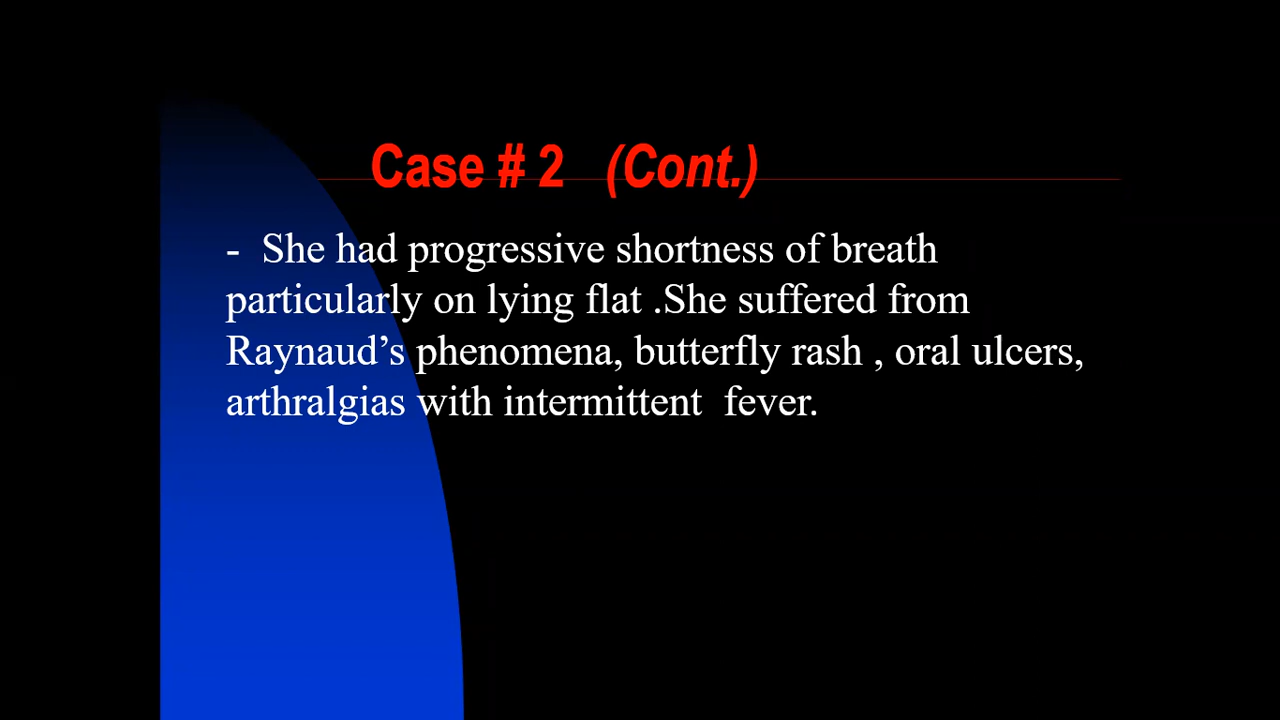 Case # 2 (Cont.)
- She had progressive shortness of breath
particularly on lying flat .She suffered from
Raynaud’s phenomena, butterfly rash , oral ulcers,
arthralgias with intermittent fever.